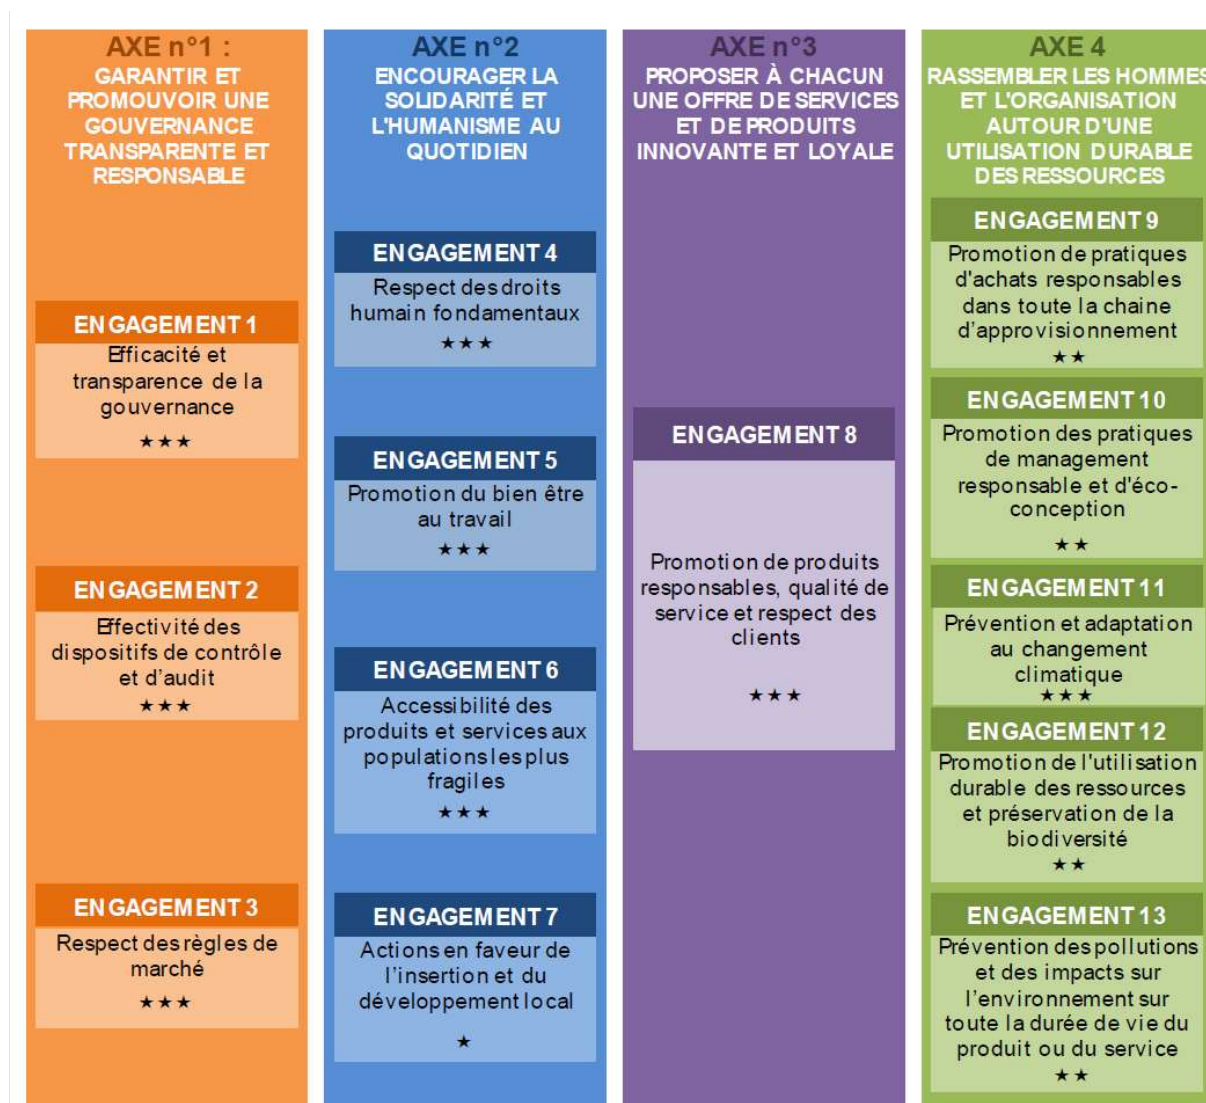 AXE n°1 :
GARANTIR ET
PROMOUVOIR UNE
GOUVERNANCE
TRANSPARENTE ET
RESPONSABLE
ENGAGEMENT 1
Efficacité et
transparence de la
gouvernance
★★★
ENGAGEMENT 2
Effectivité des
dispositifs de contrôle
et d'audit
★★★
ENGAGEMENT 3
Respect des règles de
marché
★★★
AXE n°2
ENCOURAGER LA
SOLIDARITÉ ET
L'HUMANISME AU
QUOTIDIEN
ENGAGEMENT 4
Respect des droits
humain fondamentaux
★★★
ENGAGEMENT 5
Promotion du bien être
au travail
★★★
ENGAGEMENT 6
Accessibilité des
produits et services aux
populations les plus
fragiles
★★★
ENGAGEMENT 7
Actions en faveur de
l'insertion et du
développement local
★
AXE n°3
PROPOSER À CHACUN
UNE OFFRE DE SERVICES
ET DE PRODUITS
INNOVANTE ET LOYALE
ENGAGEMENT 8
Promotion de produits
responsables, qualité de
service et respect des
clients
★★★
AXE 4
RASSEMBLER LES HOMMES
ET L'ORGANISATION
AUTOUR D'UNE
UTILISATION DURABLE
DES RESSOURCES
ENGAGEMENT 9
Promotion de pratiques
d'achats responsables
dans toute la chaine
d'approvisionnement
★★
ENGAGEMENT 10
Promotion des pratiques
de management
responsable et d'éco-
conception
★★
ENGAGEMENT 11
Prévention et adaptation
au changement
climatique
★★★
ENGAGEMENT 12
Promotion de l'utilisation
durable des ressources
et préservation de la
biodiversité
★★
ENGAGEMENT 13
Prévention des pollutions
et des impacts sur
l'environnement sur
toute la durée de vie du
produit ou du service
★★